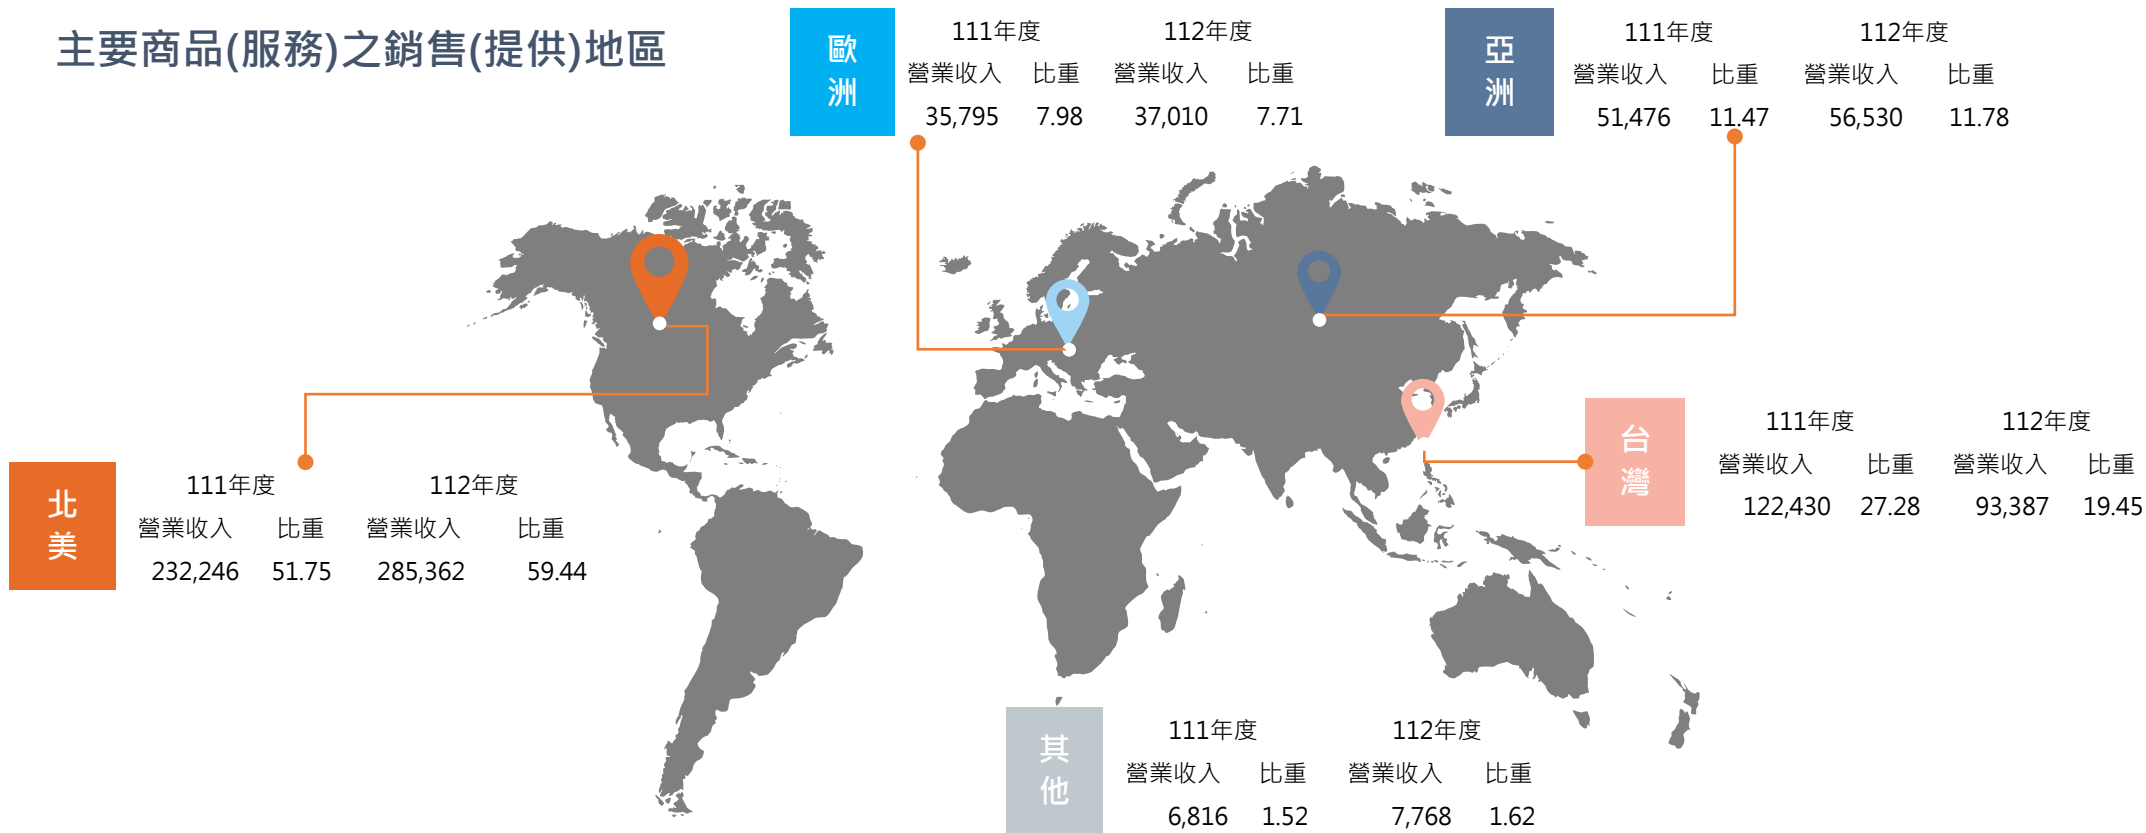 主要商品(服務)之銷售(提供)地區
歐洲
111年度 112年度
營業收入 比重 營業收入 比重
35,795 7.98 37,010 7.71
亞洲
111年度 112年度
營業收入 比重 營業收入 比重
51,476 11.47 56,530 11.78
台灣
111年度 112年度
營業收入 比重 營業收入 比重
122,430 27.28 93,387 19.45
北美
111年度 112年度
營業收入 比重 營業收入 比重
232,246 51.75 285,362 59.44
其他
111年度 112年度
營業收入 比重 營業收入 比重
6,816 1.52 7,768 1.62